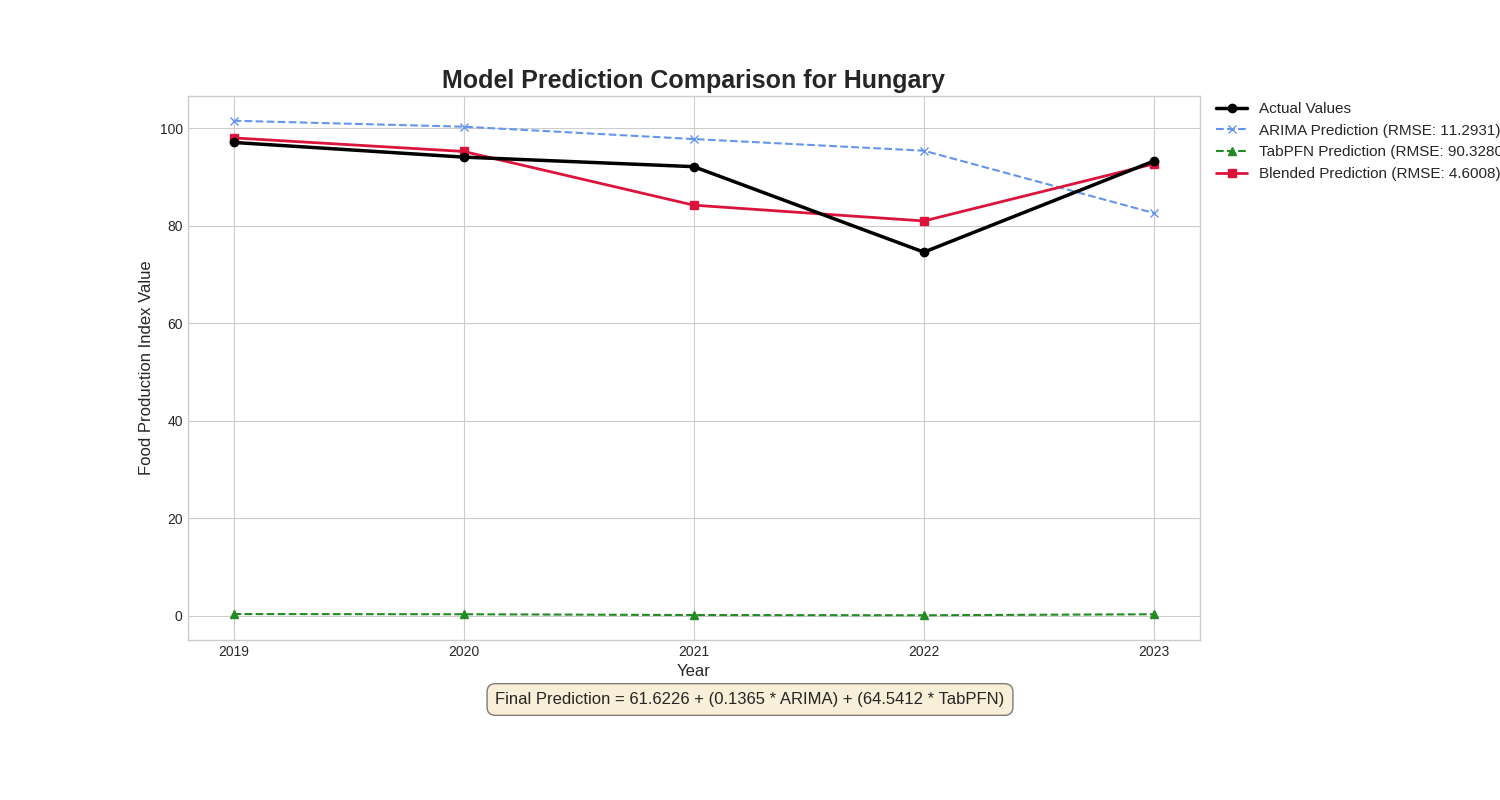 Model Prediction Comparison for Hungary
Actual Values
ARIMA Prediction (RMSE: 11.2931)
TabPFN Prediction (RMSE: 90.3280
Blended Prediction (RMSE: 4.6008)
Food Production Index Value
100
80
60
40
20
0
2019 2020 2021 2022 2023
Year
Final Prediction = 61.6226 + (0.1365 * ARIMA) + (64.5412 * TabPFN)